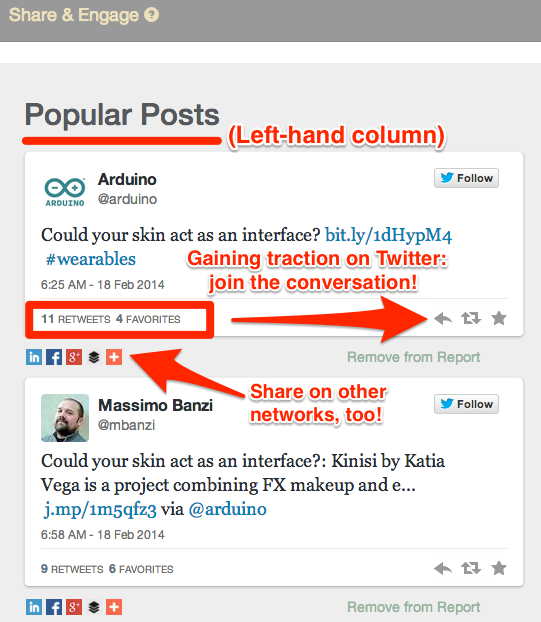 Share & Engage ?
Popular Posts
(Left-hand column)
ARDUINO
Arduino
@arduino
Follow
Could your skin act as an interface? bit.ly/1dHypM4
#wearables
Gaining traction on Twitter:
join the conversation!
6:25 AM - 18 Feb 2014
11 RETWEETS 4 FAVORITES
in f g+ +
Remove from Report
Share on other
networks, too!
Massimo Banzi
@mbanzi
Follow
Could your skin act as an interface?: Kinisi by Katia
Vega is a project combining FX makeup and e...
j.mp/1m5qfz3 via @arduino
6:58 AM - 18 Feb 2014
9 RETWEETS 6 FAVORITES
in f g+ +
Remove from Report